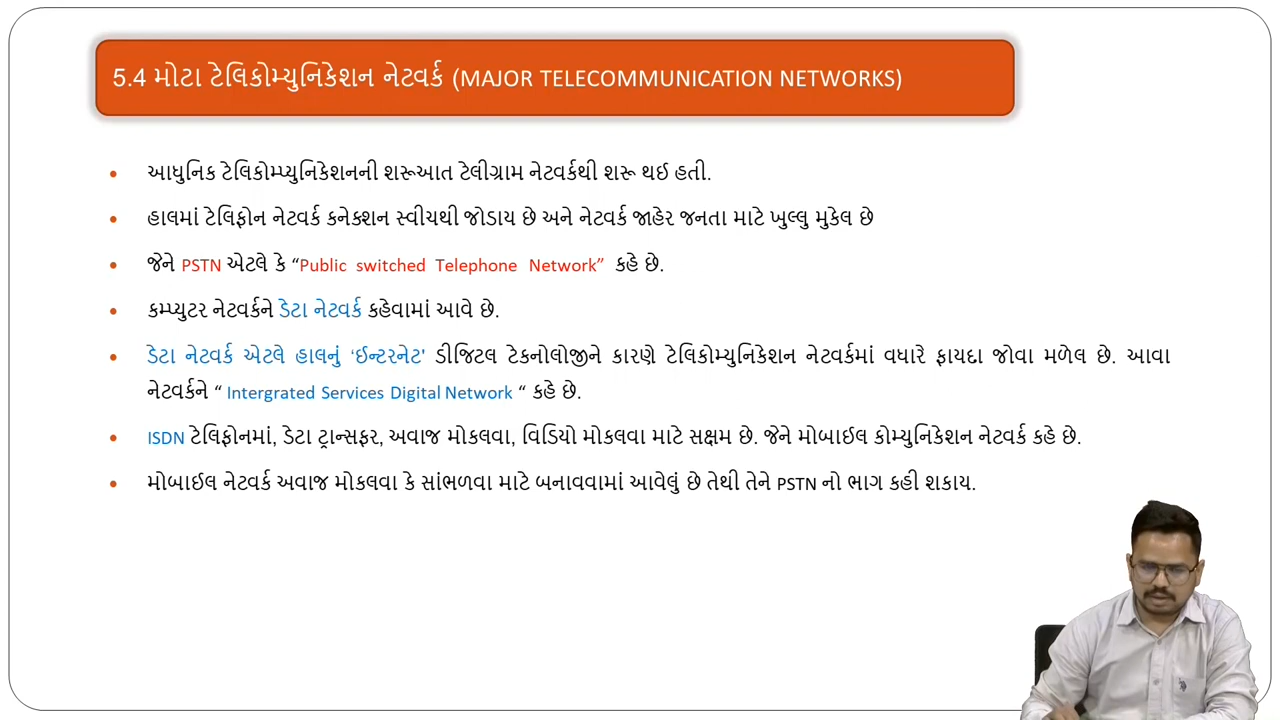 5.4 મોટા ટેલિકોમ્યુનિકેશન નેટવર્ક (MAJOR TELECOMMUNICATION NETWORKS)
• આધુનિક ટેલિકોમ્પ્યુનિકેશનની શરૂઆત ટેલીગ્રામ નેટવર્કથી શરૂ થઈ હતી.
• હાલમાં ટેલિફોન નેટવર્ક કનેક્શન સ્વીચથી જોડાય છે અને નેટવર્ક જાહેર જનતા માટે ખુલ્લુ મુકેલ છે
• જેને PSTN એટલે કે “Public switched Telephone Network” કહે છે.
• કમ્પ્યુટર નેટવર્કને ડેટા નેટવર્ક કહેવામાં આવે છે.
• ડેટા નેટવર્ક એટલે હાલનું ‘ઈન્ટરનેટ' ડીજિટલ ટેકનોલોજીને કારણે ટેલિકોમ્યુનિકેશન નેટવર્કમાં વધારે ફાયદા જોવા મળેલ છે. આવા
નેટવર્કને “ Intergrated Services Digital Network “ કહે છે.
• ISDN ટેલિફોનમાં, ડેટા ટ્રાન્સફર, અવાજ મોકલવા, વિડિયો મોકલવા માટે સક્ષમ છે. જેને મોબાઈલ કોમ્યુનિકેશન નેટવર્ક કહે છે.
• મોબાઈલ નેટવર્ક અવાજ મોકલવા કે સાંભળવા માટે બનાવવામાં આવેલું છે તેથી તેને PSTN નો ભાગ કહી શકાય.